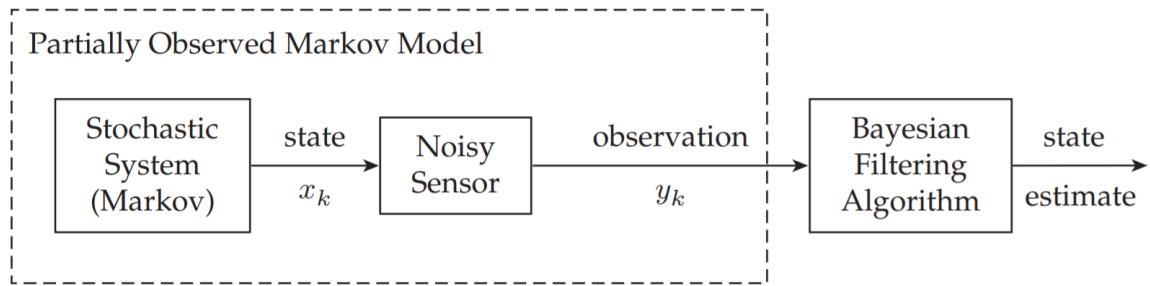 Partially Observed Markov Model
Stochastic
System
(Markov)
state
x_k
Noisy
Sensor
observation
y_k
Bayesian
Filtering
Algorithm
state
estimate